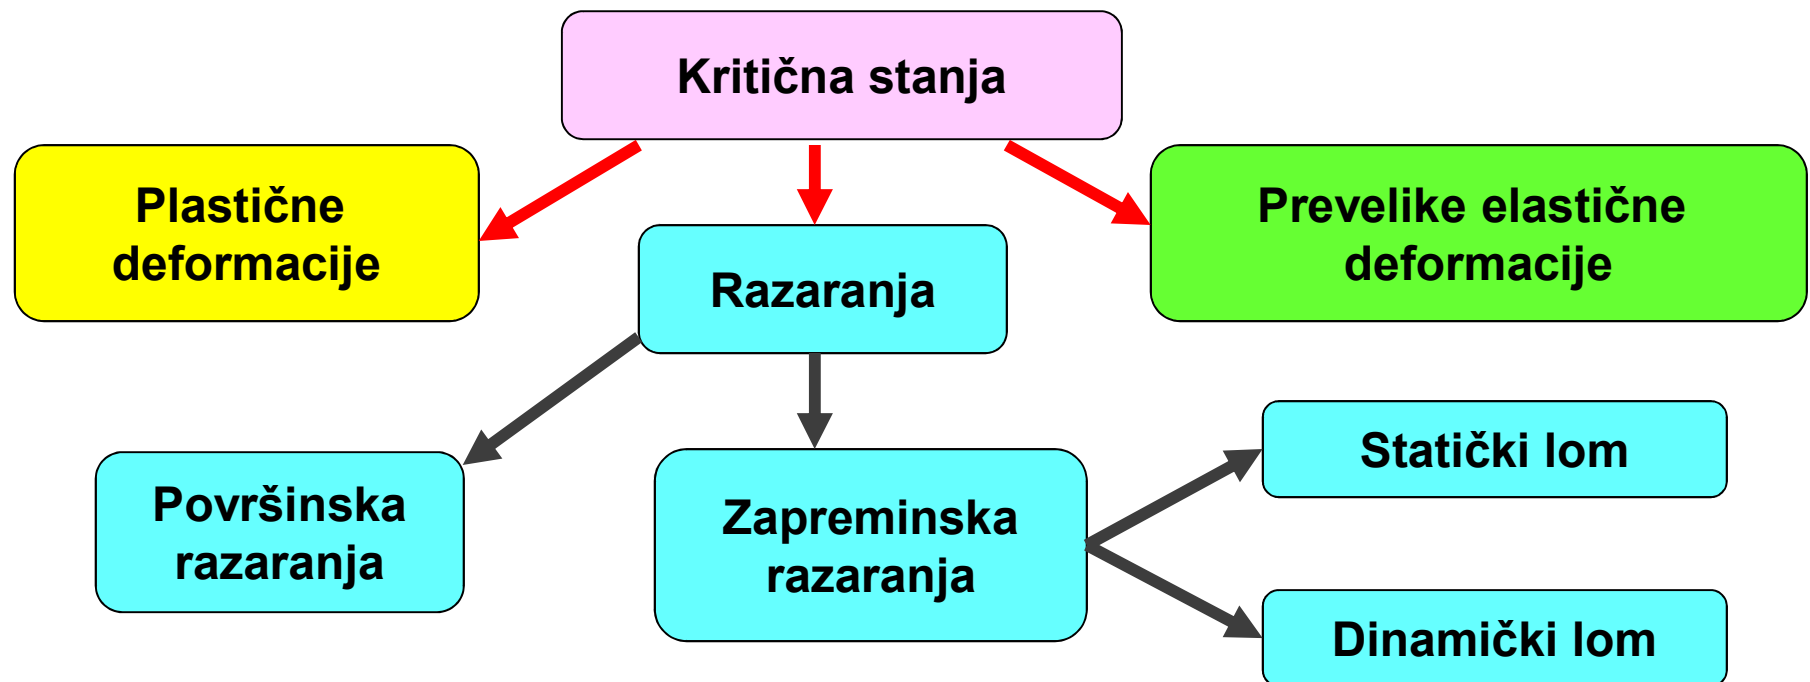 Kritična stanja
Plastične
deformacije
Prevelike elastične
deformacije
Razaranja
Površinska
razaranja
Zapreminska
razaranja
Statički lom
Dinamički lom